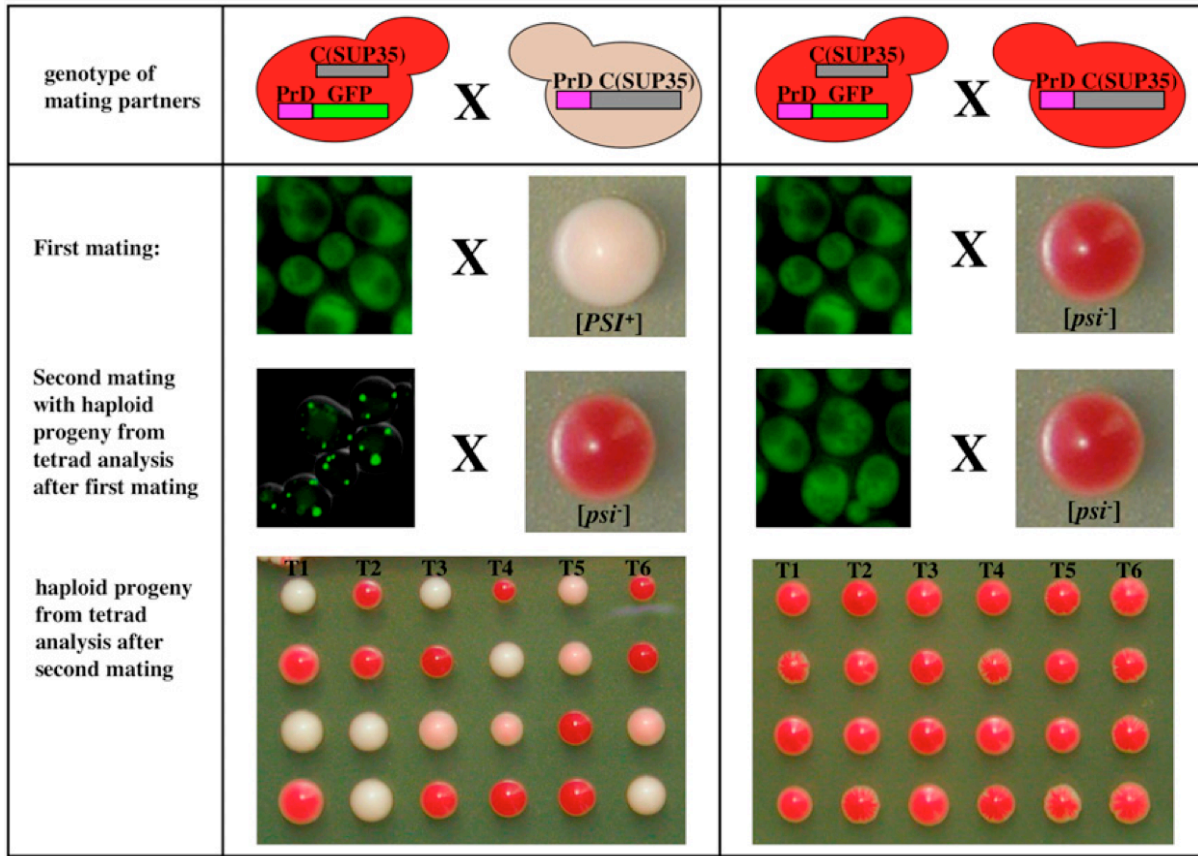 genotype of
mating partners
C(SUP35)
PrD GFP
X
PrD C(SUP35)
C(SUP35)
PrD GFP
X
PrD C(SUP35)
First mating:
X
[PSI+]
X
[psi-]
Second mating
with haploid
progeny from
tetrad analysis
after first mating
X
[psi-]
X
[psi-]
haploid progeny
from tetrad
analysis after
second mating
T1 T2 T3 T4 T5 T6
T1 T2 T3 T4 T5 T6